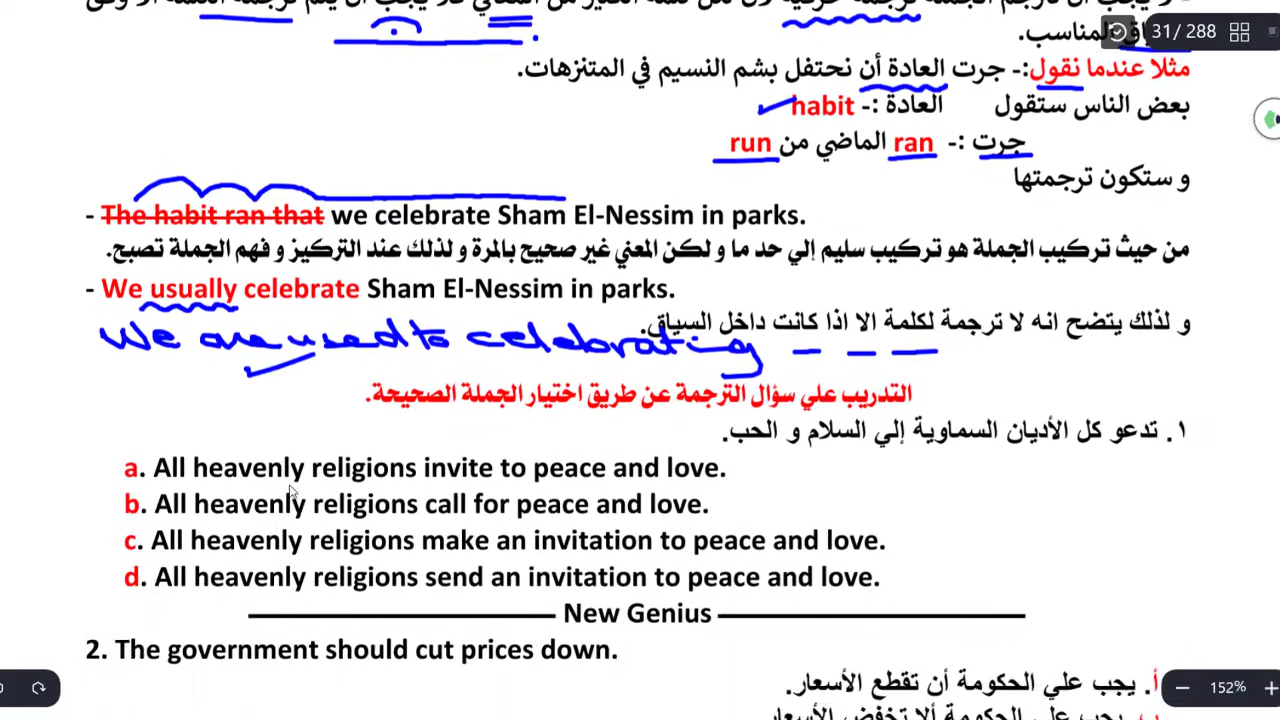 31 / 288
المناسب.
مثلا عندما نقول:- جرت العادة أن نحتفل بشم النسيم في المتنزهات.
بعض الناس ستقول العادة :- habit
جرت :- ran الماضي من run
و ستكون ترجمتها
- The habit ran that we celebrate Sham El-Nessim in parks.
من حيث تركيب الجملة هو تركيب سليم إلي حد ما و لكن المعني غير صحيح بالمرة و لذلك عند التركيز و فهم الجملة تصبح.
- We usually celebrate Sham El-Nessim in parks.
و لذلك يتضح انه لا ترجمة لكلمة الا اذا كانت داخل السياق.
We are used to celebrating
التدريب علي سؤال الترجمة عن طريق اختيار الجملة الصحيحة.
١. تدعو كل الأديان السماوية إلي السلام و الحب.
a. All heavenly religions invite to peace and love.
b. All heavenly religions call for peace and love.
c. All heavenly religions make an invitation to peace and love.
d. All heavenly religions send an invitation to peace and love.
New Genius
2. The government should cut prices down.
أ. يجب علي الحكومة أن تقطع الأسعار.
152%
ب. يجب علي الحكومة ألا تخفض الأسعار